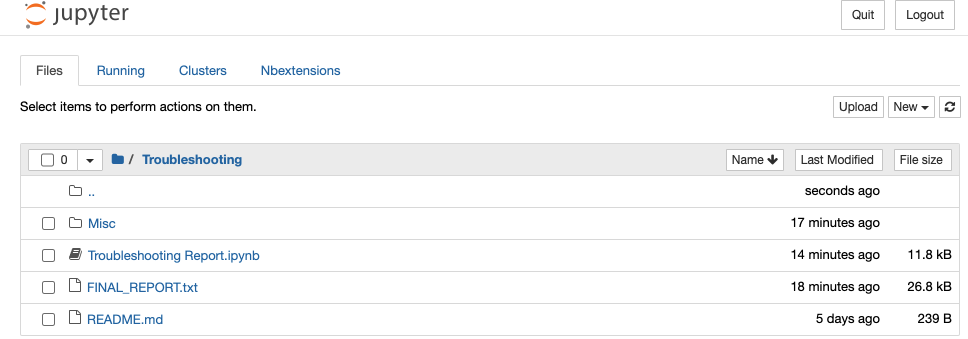 jupyter Quit Logout
Files Running Clusters Nbextensions
Select items to perform actions on them. Upload New
0 / Troubleshooting Name Last Modified File size
.. seconds ago
Misc 17 minutes ago
Troubleshooting Report.ipynb 14 minutes ago 11.8 kB
FINAL_REPORT.txt 18 minutes ago 26.8 kB
README.md 5 days ago 239 B